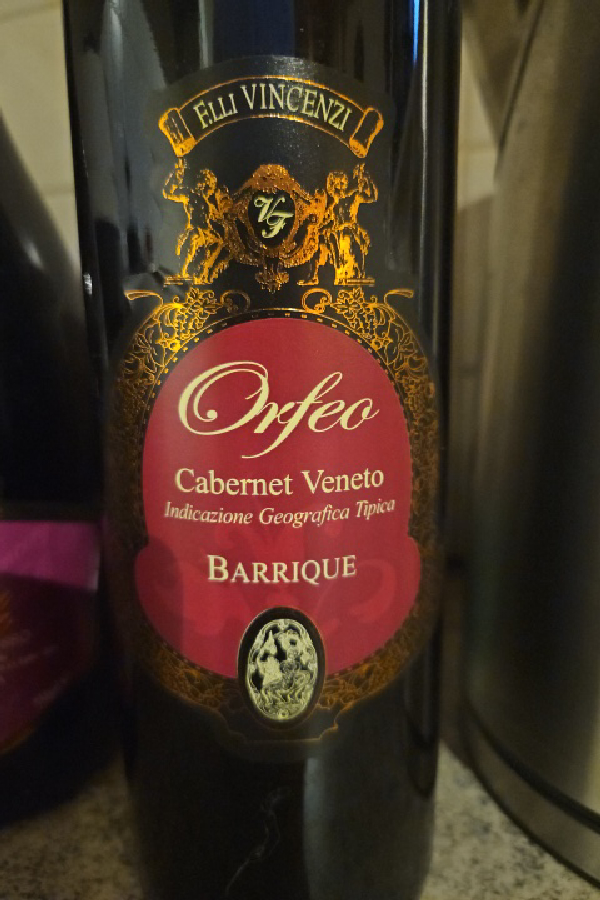 F.lli VINCENZI
VF
Orfeo
Cabernet Veneto
Indicazione Geografica Tipica
BARRIQUE